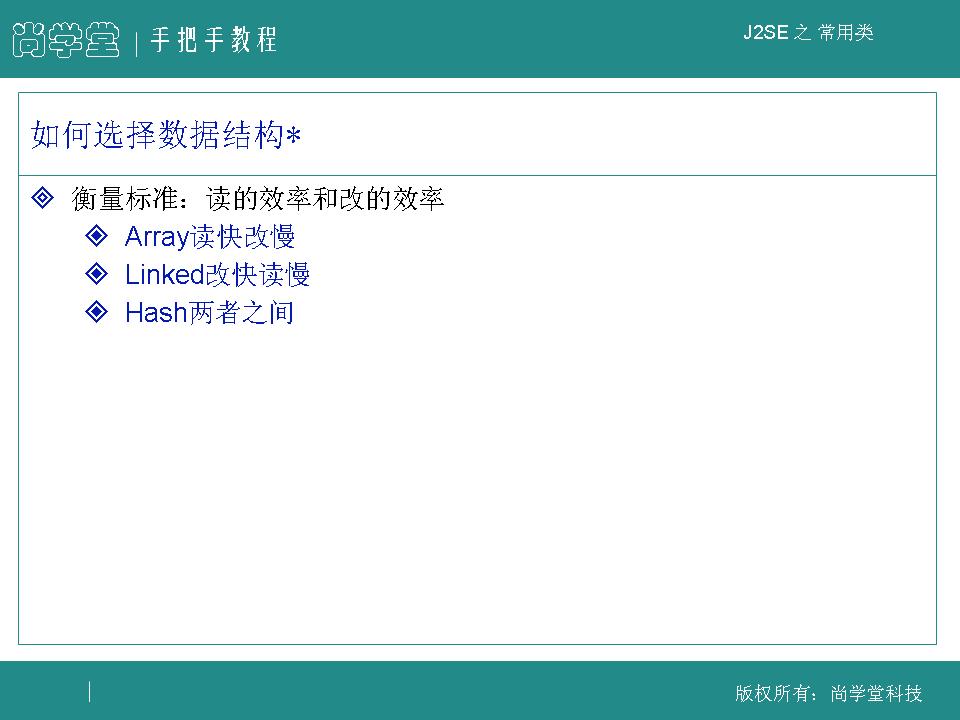 尚学堂 | 手把手教程
J2SE 之 常用类
如何选择数据结构*
衡量标准：读的效率和改的效率
Array读快改慢
Linked改快读慢
Hash两者之间
版权所有：尚学堂科技